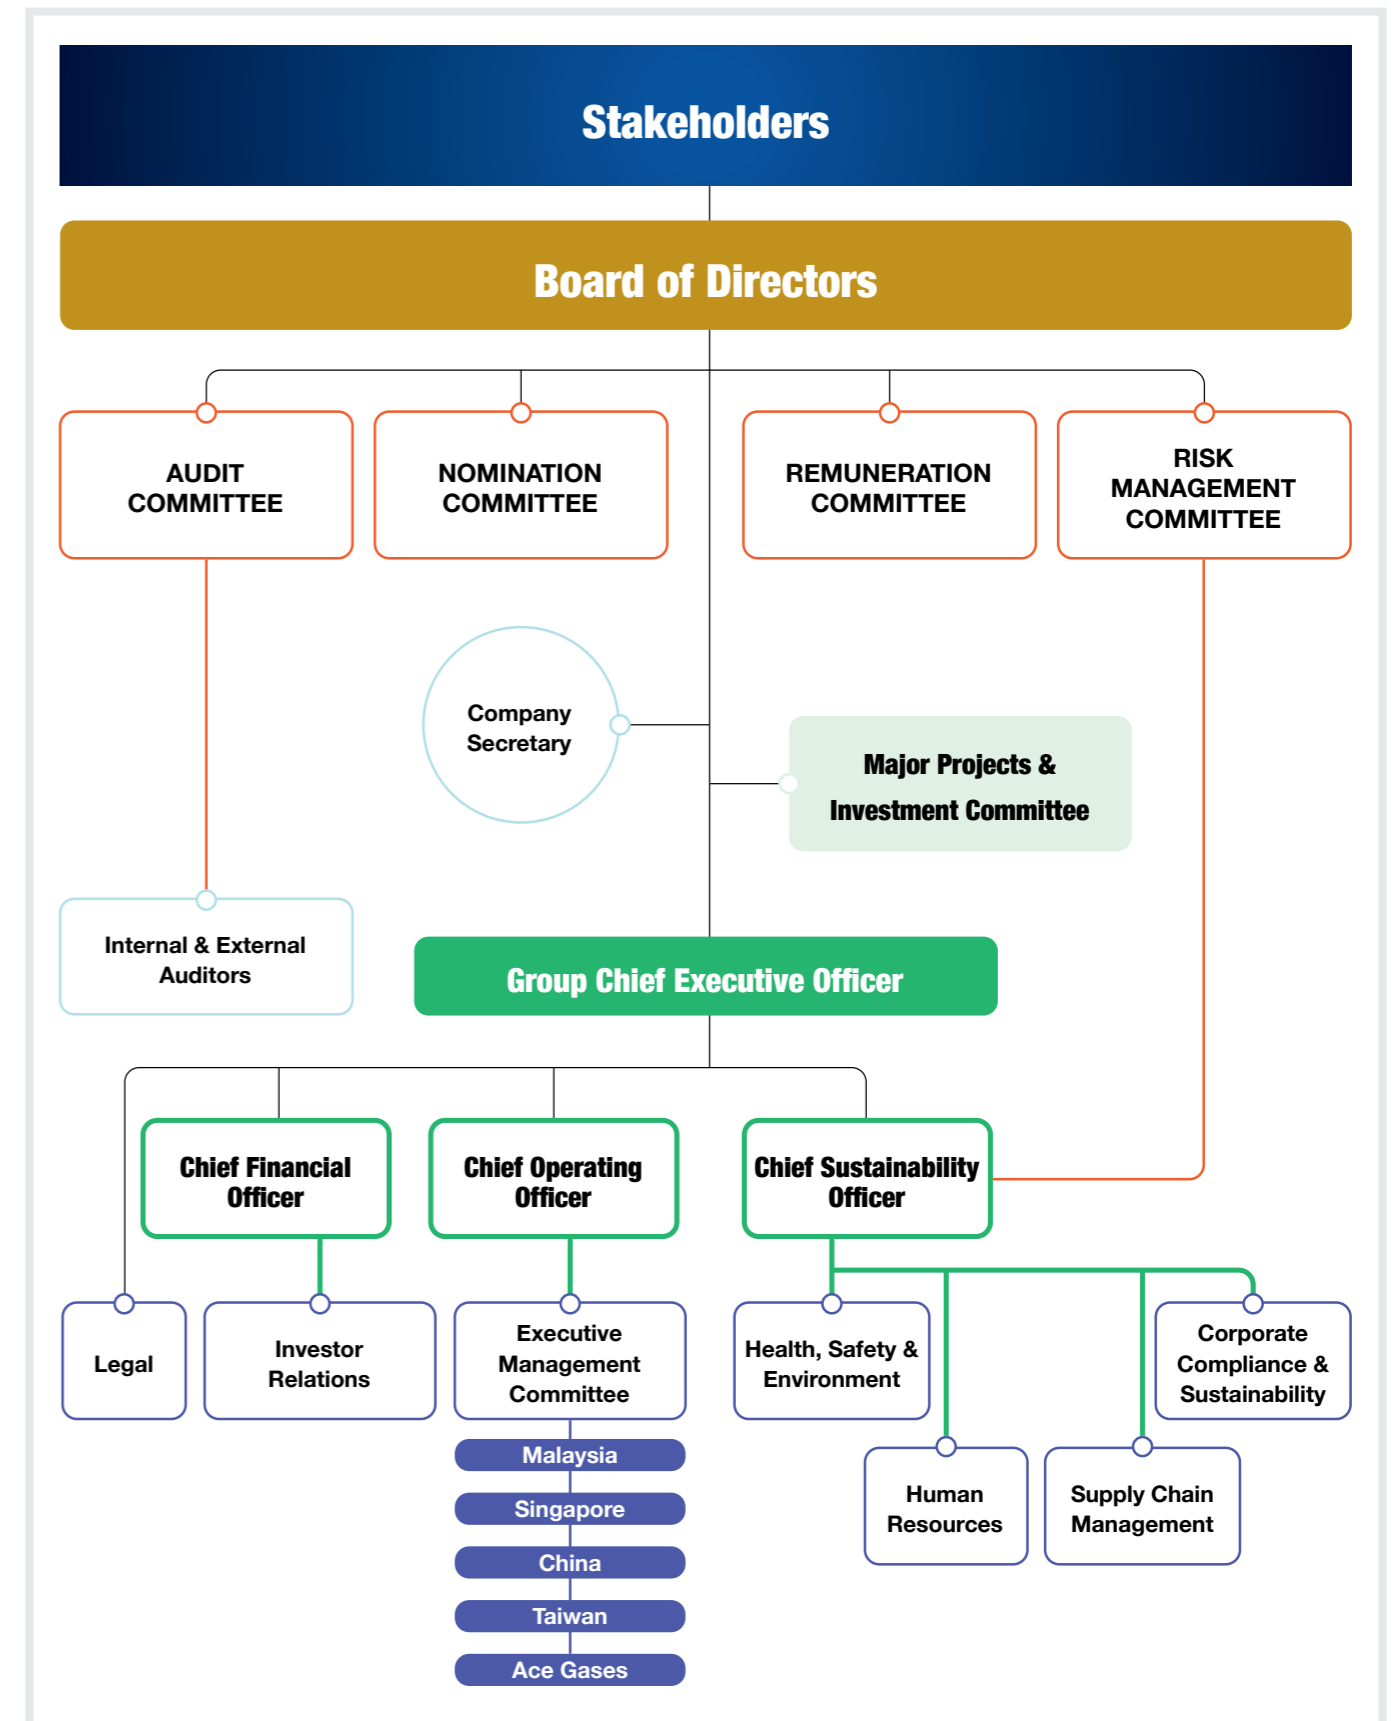 Stakeholders
Board of Directors
AUDIT
COMMITTEE
NOMINATION
COMMITTEE
REMUNERATION
COMMITTEE
RISK
MANAGEMENT
COMMITTEE
Company
Secretary
Major Projects &
Investment Committee
Internal & External
Auditors
Group Chief Executive Officer
Chief Financial
Officer
Chief Operating
Officer
Chief Sustainability
Officer
Legal
Investor
Relations
Executive
Management
Committee
Health, Safety &
Environment
Corporate
Compliance &
Sustainability
Malaysia
Singapore
China
Taiwan
Ace Gases
Human
Resources
Supply Chain
Management